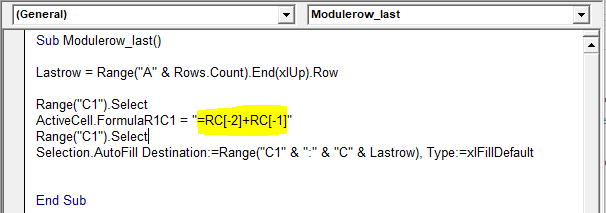 (General) Modulerow_last
Sub Modulerow_last()
Lastrow = Range("A" & Rows.Count).End(xlUp).Row
Range("C1").Select
ActiveCell.FormulaR1C1 = "=RC[-2]+RC[-1]"
Range("C1").Select
Selection.AutoFill Destination:=Range("C1" & ":" & "C" & Lastrow), Type:=xlFillDefault
End Sub